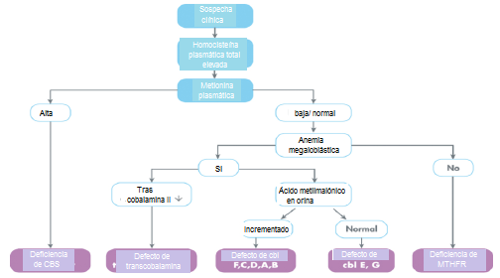 Sospecha
clínica
Homocisteína
plasmática total
elevada
Metionina
plasmática
Alta
baja/ normal
Anemia
megaloblástica
SI
No
Tras
cobalamina II ↓
Ácido metilmalónico
en orina
Incrementado
Normal
Deficiencia
de CBS
Defecto de
transcobalamina
Defecto de cbl
F,C,D,A,B
Defecto de
cbl E, G
Deficiencia de
MTHFR